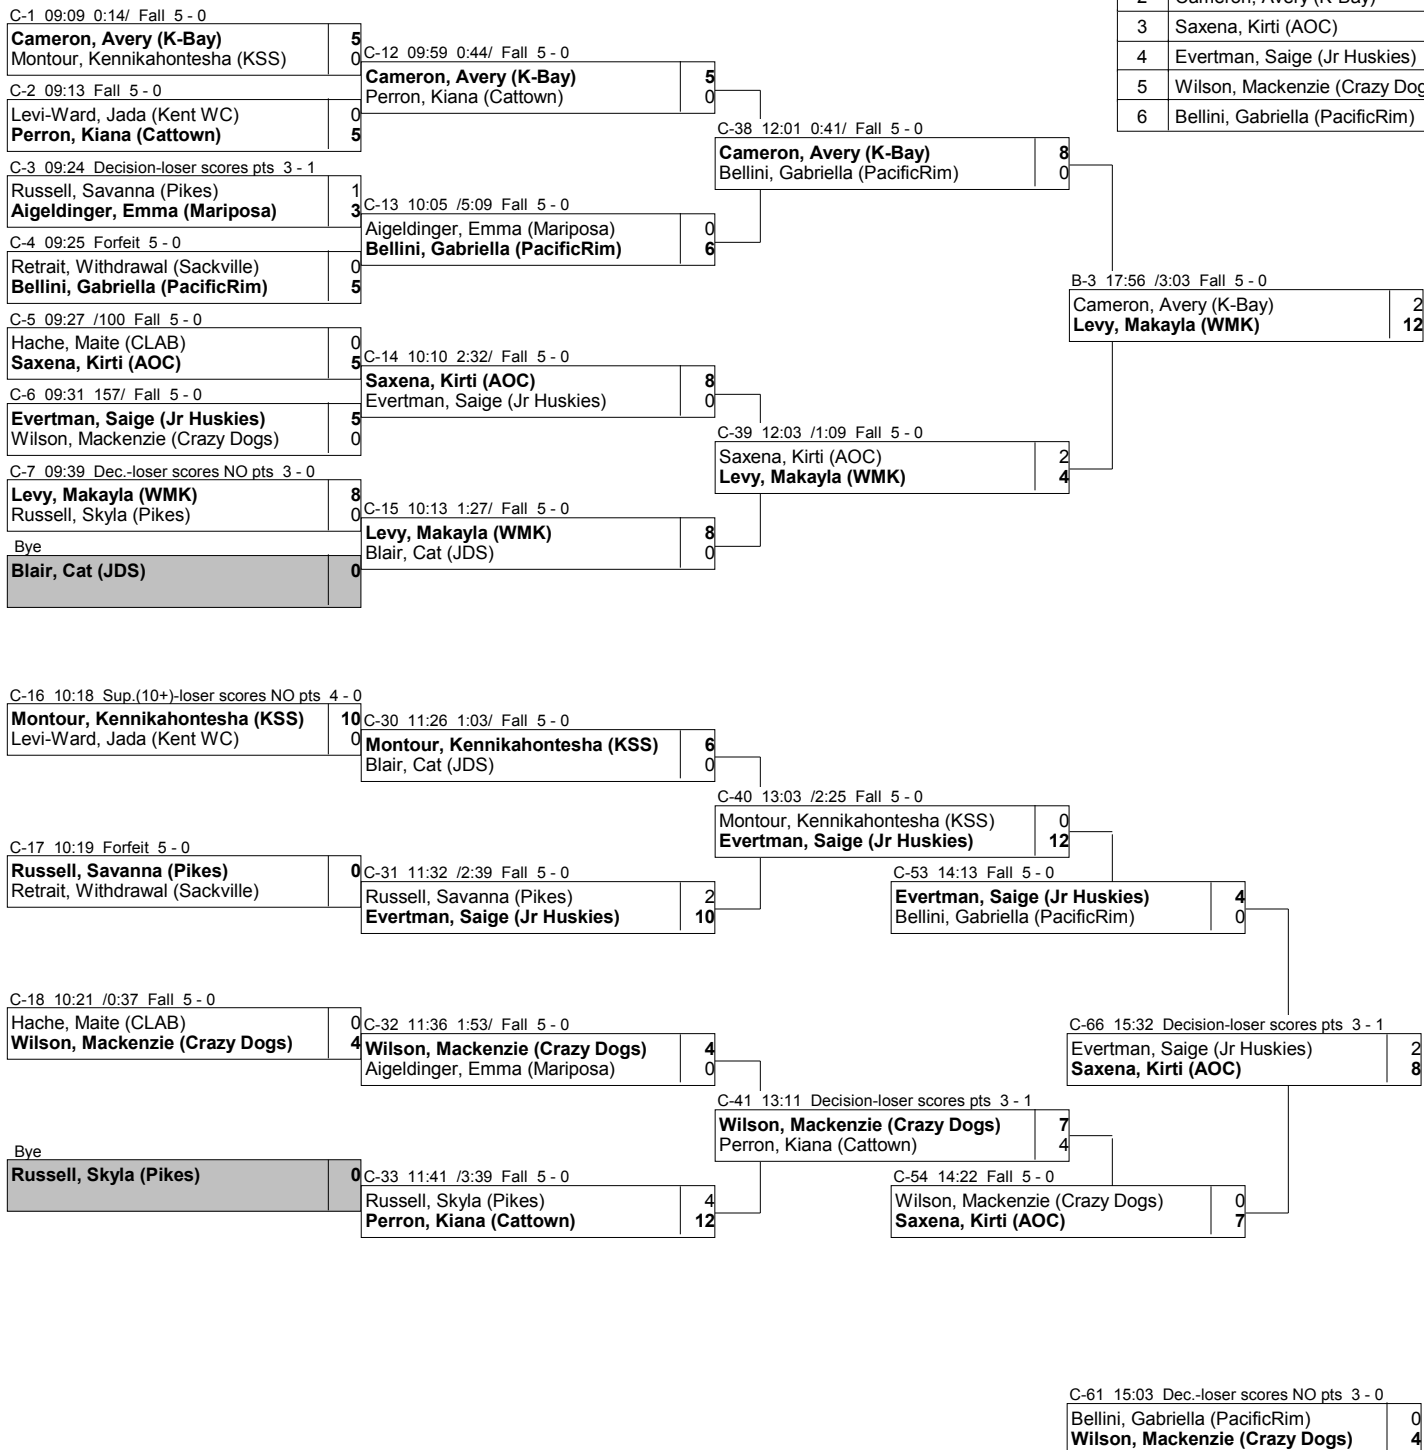 2 Cameron, Avery (K-Bay)
3 Saxena, Kirti (AOC)
4 Evertman, Saige (Jr Huskies)
5 Wilson, Mackenzie (Crazy Dog
6 Bellini, Gabriella (PacificRim)
C-1 09:09 0:14/ Fall 5 - 0
Cameron, Avery (K-Bay) 5
Montour, Kennikahontesha (KSS) 0
C-2 09:13 Fall 5 - 0
Levi-Ward, Jada (Kent WC) 0
Perron, Kiana (Cattown) 5
C-3 09:24 Decision-loser scores pts 3 - 1
Russell, Savanna (Pikes) 1
Aigeldinger, Emma (Mariposa) 3
C-4 09:25 Forfeit 5 - 0
Retrait, Withdrawal (Sackville) 0
Bellini, Gabriella (PacificRim) 5
C-5 09:27 /100 Fall 5 - 0
Hache, Maite (CLAB) 0
Saxena, Kirti (AOC) 5
C-6 09:31 157/ Fall 5 - 0
Evertman, Saige (Jr Huskies) 5
Wilson, Mackenzie (Crazy Dogs) 0
C-7 09:39 Dec.-loser scores NO pts 3 - 0
Levy, Makayla (WMK) 8
Russell, Skyla (Pikes) 0
Bye
Blair, Cat (JDS) 0
C-12 09:59 0:44/ Fall 5 - 0
Cameron, Avery (K-Bay) 5
Perron, Kiana (Cattown) 0
C-13 10:05 /5:09 Fall 5 - 0
Aigeldinger, Emma (Mariposa) 0
Bellini, Gabriella (PacificRim) 6
C-14 10:10 2:32/ Fall 5 - 0
Saxena, Kirti (AOC) 8
Evertman, Saige (Jr Huskies) 0
C-15 10:13 1:27/ Fall 5 - 0
Levy, Makayla (WMK) 8
Blair, Cat (JDS) 0
C-38 12:01 0:41/ Fall 5 - 0
Cameron, Avery (K-Bay) 8
Bellini, Gabriella (PacificRim) 0
C-39 12:03 /1:09 Fall 5 - 0
Saxena, Kirti (AOC) 2
Levy, Makayla (WMK) 4
B-3 17:56 /3:03 Fall 5 - 0
Cameron, Avery (K-Bay) 2
Levy, Makayla (WMK) 12
C-16 10:18 Sup.(10+)-loser scores NO pts 4 - 0
Montour, Kennikahontesha (KSS) 10
Levi-Ward, Jada (Kent WC) 0
C-17 10:19 Forfeit 5 - 0
Russell, Savanna (Pikes) 0
Retrait, Withdrawal (Sackville)
C-18 10:21 /0:37 Fall 5 - 0
Hache, Maite (CLAB) 0
Wilson, Mackenzie (Crazy Dogs) 4
Bye
Russell, Skyla (Pikes) 0
C-30 11:26 1:03/ Fall 5 - 0
Montour, Kennikahontesha (KSS) 6
Blair, Cat (JDS) 0
C-31 11:32 /2:39 Fall 5 - 0
Russell, Savanna (Pikes) 2
Evertman, Saige (Jr Huskies) 10
C-32 11:36 1:53/ Fall 5 - 0
Wilson, Mackenzie (Crazy Dogs) 4
Aigeldinger, Emma (Mariposa) 0
C-33 11:41 /3:39 Fall 5 - 0
Russell, Skyla (Pikes) 4
Perron, Kiana (Cattown) 12
C-40 13:03 /2:25 Fall 5 - 0
Montour, Kennikahontesha (KSS) 0
Evertman, Saige (Jr Huskies) 12
C-41 13:11 Decision-loser scores pts 3 - 1
Wilson, Mackenzie (Crazy Dogs) 7
Perron, Kiana (Cattown) 4
C-53 14:13 Fall 5 - 0
Evertman, Saige (Jr Huskies) 4
Bellini, Gabriella (PacificRim) 0
C-54 14:22 Fall 5 - 0
Wilson, Mackenzie (Crazy Dogs) 0
Saxena, Kirti (AOC) 7
C-66 15:32 Decision-loser scores pts 3 - 1
Evertman, Saige (Jr Huskies) 2
Saxena, Kirti (AOC) 8
C-61 15:03 Dec.-loser scores NO pts 3 - 0
Bellini, Gabriella (PacificRim) 0
Wilson, Mackenzie (Crazy Dogs) 4